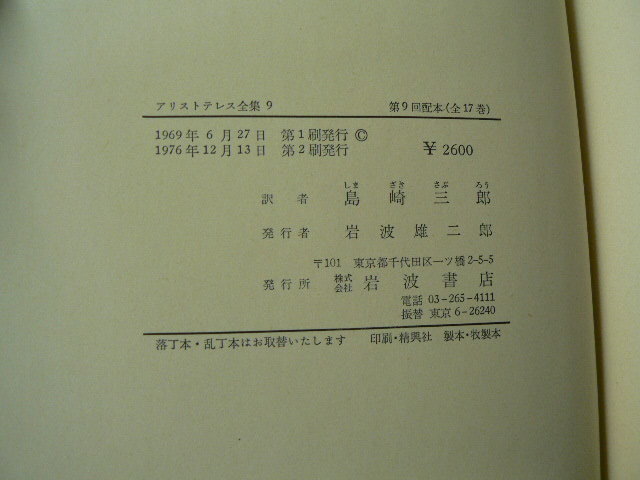 アリストテレス全集 9 第9回配本(全17巻)
1969年 6月27日 第1刷発行 ©
1976年12月13日 第2刷発行 ¥ 2600
しま ざき さぶ ろう
訳者 島崎三郎
発行者 岩波雄二郎
〒101 東京都千代田区一ツ橋2-5-5
発行所 株式会社 岩波書店
電話 03-265-4111
振替 東京6-26240
落丁本・乱丁本はお取替いたします 印刷・精興社 製本・牧製本